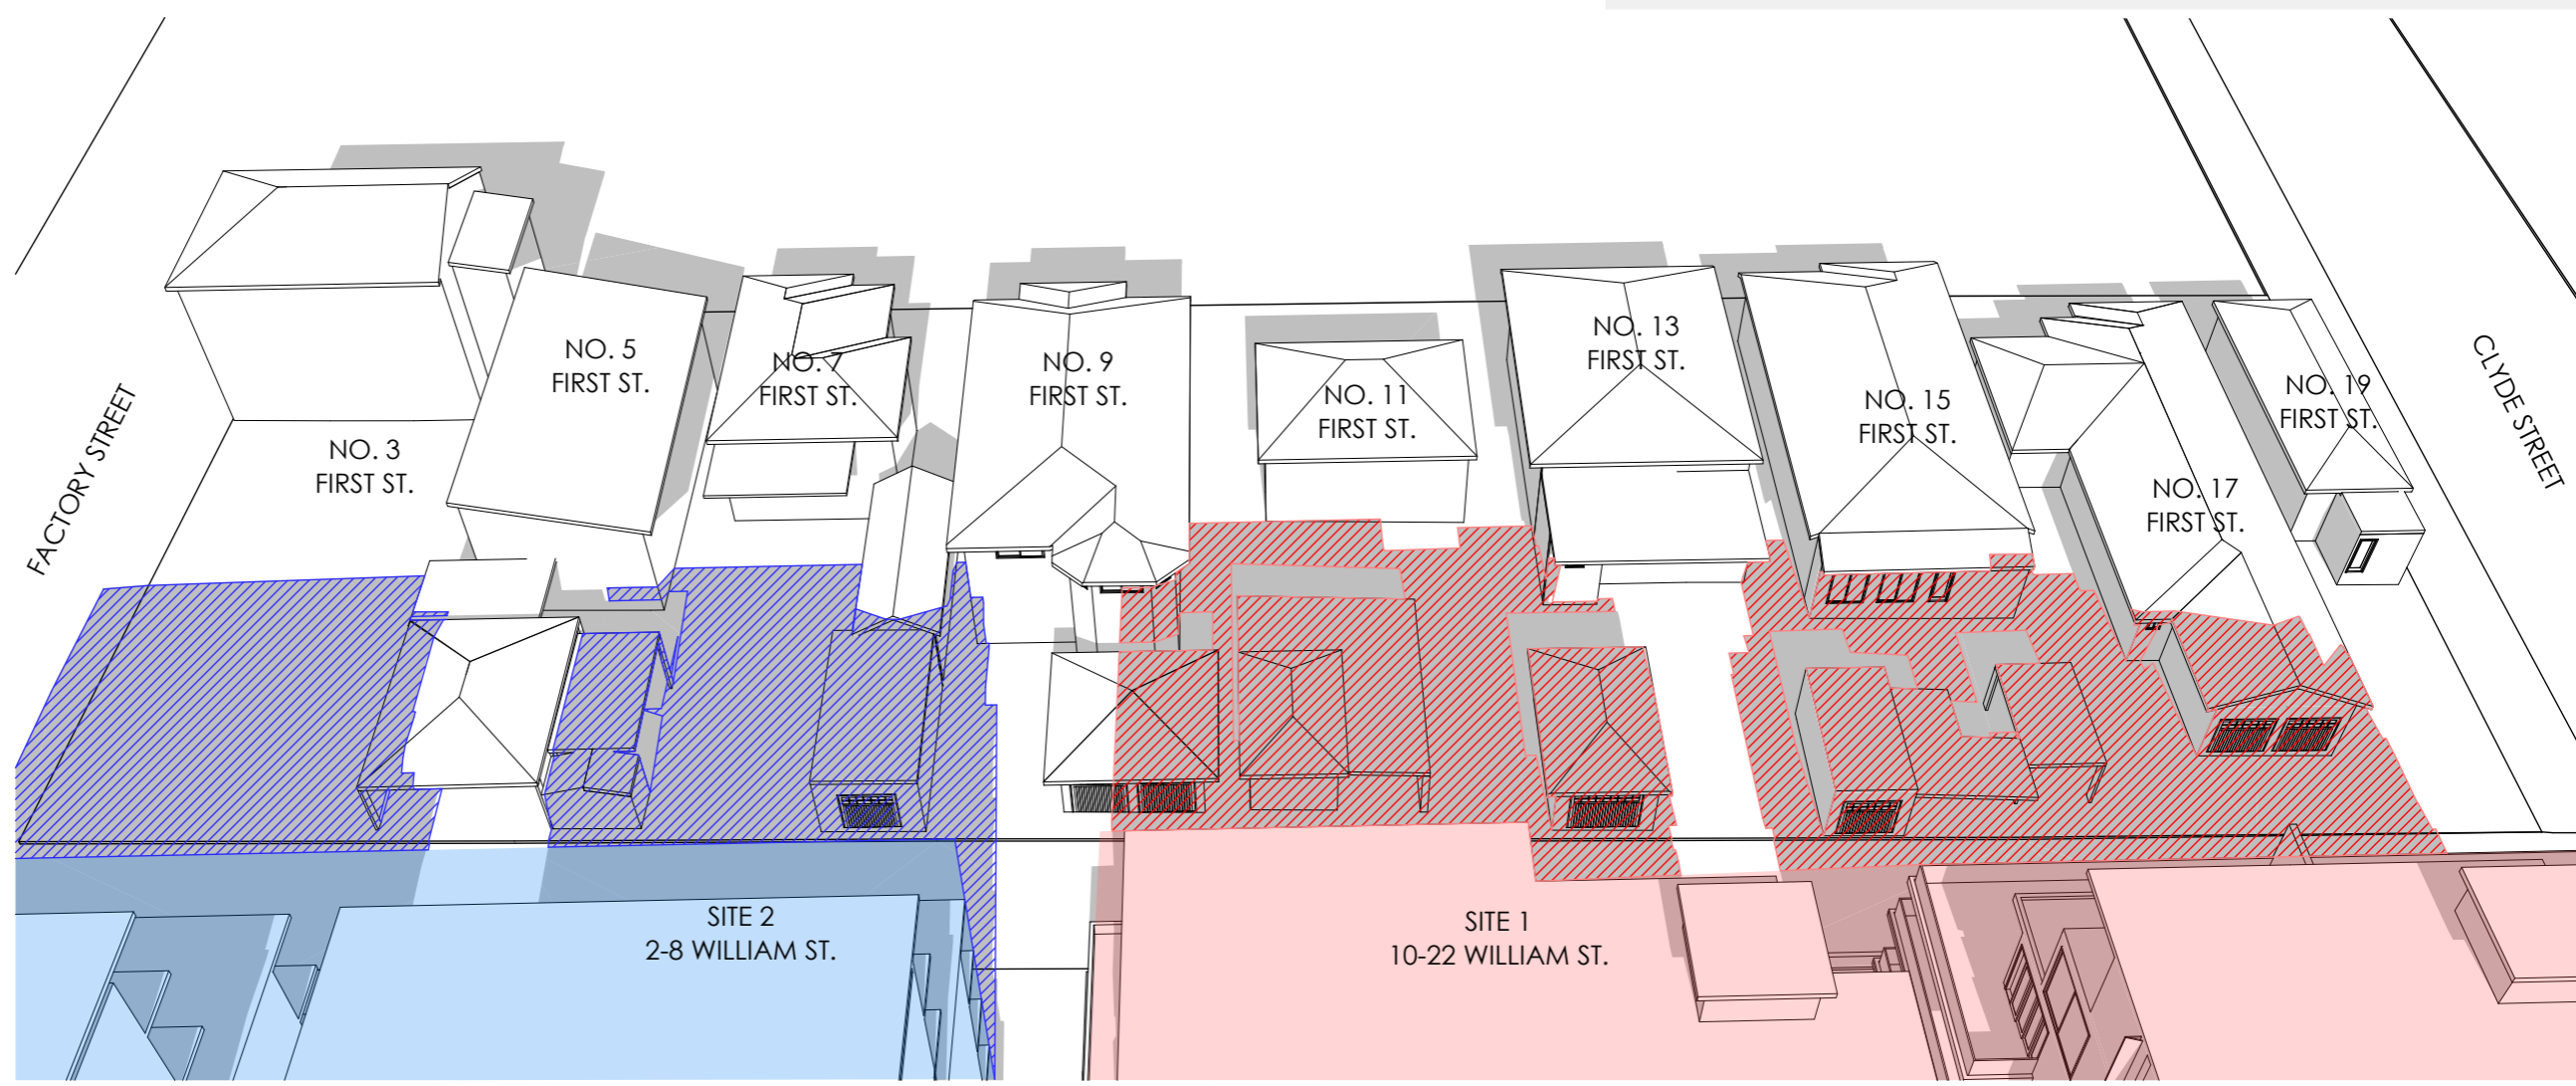 FACTORY STREET
NO. 3
FIRST ST.
NO. 5
FIRST ST.
NO. 7
FIRST ST.
NO. 9
FIRST ST.
NO. 11
FIRST ST.
NO. 13
FIRST ST.
NO. 15
FIRST ST.
NO. 17
FIRST ST.
NO. 19
FIRST ST.
CLYDE STREET
SITE 2
2-8 WILLIAM ST.
SITE 1
10-22 WILLIAM ST.